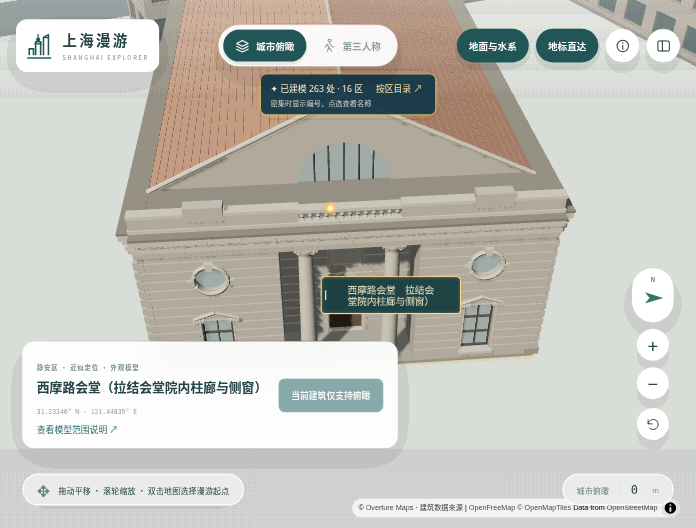 上海漫游
SHANGHAI EXPLORER
城市俯瞰
第三人称
地面与水系
地标直达
✦ 已建模 263 处 · 16 区 按区目录 ↗
密集时显示编号，点选查看名称
西摩路会堂 拉结会
堂院内柱廊与侧窗）
静安区 · 近似定位 · 外观模型
西摩路会堂（拉结会堂院内柱廊与侧窗）
31.23346° N · 121.44839° E
查看模型范围说明 ↗
当前建筑仅支持俯瞰
N
+
−
拖动平移 · 滚轮缩放 · 双击地图选择漫游起点
城市俯瞰 0 m
© Overture Maps · 建筑数据来源 | OpenFreeMap © OpenMapTiles Data from OpenStreetMap